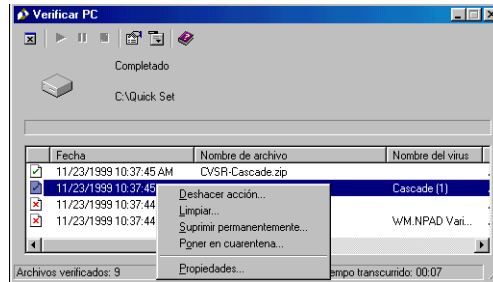 Verificar PC
Completado
C:\Quick Set
Fecha Nombre de archivo Nombre del virus
11/23/1999 10:37:45 AM CVSR-Cascade.zip
11/23/1999 10:37:45 Cascade (1)
11/23/1999 10:37:44
11/23/1999 10:37:44 WM.NPAD Vari...
Deshacer acción...
Limpiar...
Suprimir permanentemente...
Poner en cuarentena...
Propiedades...
Archivos verificados: 9 empo transcurrido: 00:07